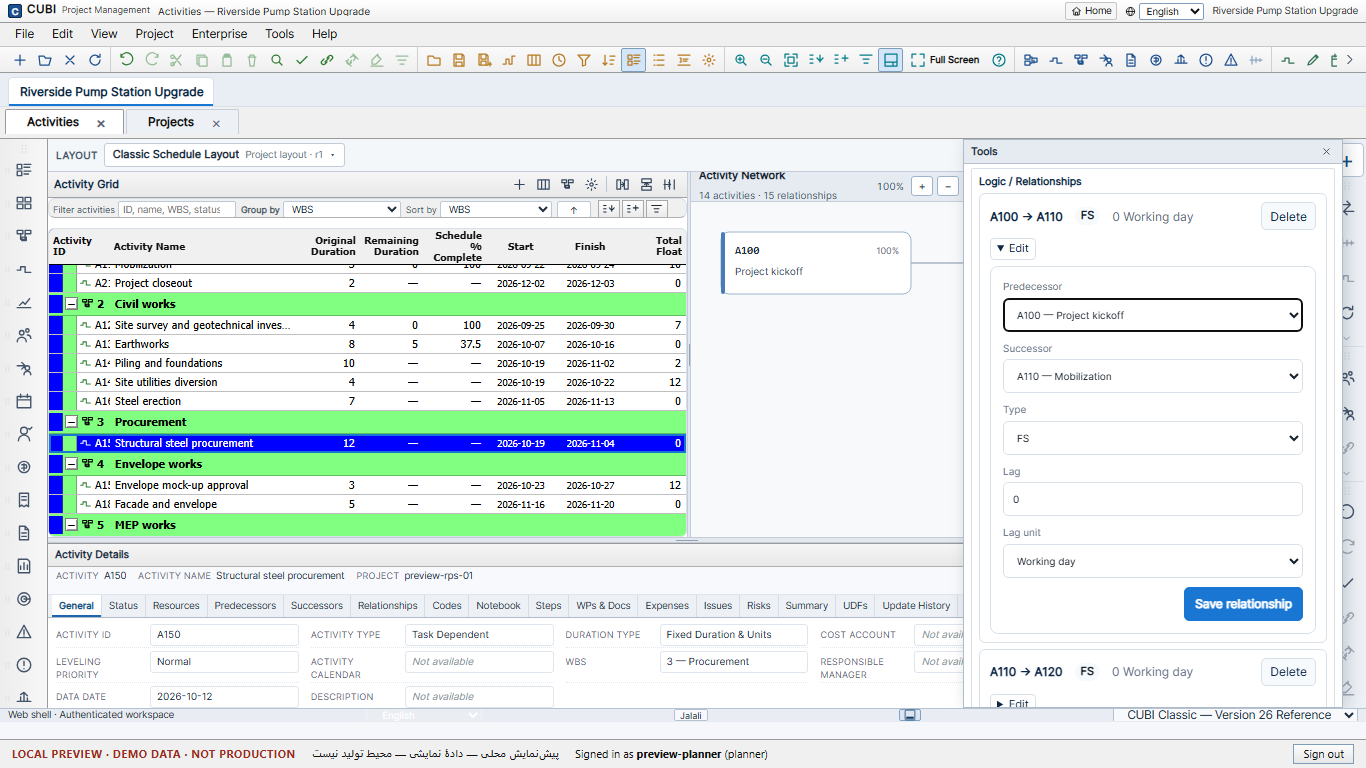 CUBI Project Management Activities — Riverside Pump Station Upgrade Home English Riverside Pump Station Upgrade
File Edit View Project Enterprise Tools Help
Full Screen
Riverside Pump Station Upgrade
Activities Projects
LAYOUT Classic Schedule Layout Project layout · r1
Activity Grid
Filter activities ID, name, WBS, status Group by WBS Sort by WBS
Activity ID Activity Name Original Duration Remaining Duration Schedule % Complete Start Finish Total Float
Mobilization 3 0 100 2026-09-22 2026-09-24 10
Project closeout 2 — — 2026-12-02 2026-12-03 0
2 Civil works
Site survey and geotechnical inves... 4 0 100 2026-09-25 2026-09-30 7
Earthworks 8 5 37.5 2026-10-07 2026-10-16 0
Piling and foundations 10 — — 2026-10-19 2026-11-02 2
Site utilities diversion 4 — — 2026-10-19 2026-10-22 12
Steel erection 7 — — 2026-11-05 2026-11-13 0
3 Procurement
Structural steel procurement 12 — — 2026-10-19 2026-11-04 0
4 Envelope works
Envelope mock-up approval 3 — — 2026-10-23 2026-10-27 12
Facade and envelope 5 — — 2026-11-16 2026-11-20 0
5 MEP works
Activity Network
14 activities · 15 relationships 100% + −
A100 100%
Project kickoff
Tools
Logic / Relationships
A100 → A110 FS 0 Working day Delete
Edit
Predecessor
A100 — Project kickoff
Successor
A110 — Mobilization
Type
FS
Lag
0
Lag unit
Working day
Save relationship
A110 → A120 FS 0 Working day Delete
Edit
Activity Details
ACTIVITY A150 ACTIVITY NAME Structural steel procurement PROJECT preview-rps-01
General Status Resources Predecessors Successors Relationships Codes Notebook Steps WPs & Docs Expenses Issues Risks Summary UDFs Update History
ACTIVITY ID A150 ACTIVITY TYPE Task Dependent DURATION TYPE Fixed Duration & Units COST ACCOUNT Not avail
LEVELING PRIORITY Normal ACTIVITY CALENDAR Not available WBS 3 — Procurement RESPONSIBLE MANAGER Not avail
DATA DATE 2026-10-12 DESCRIPTION Not available
Web shell · Authenticated workspace English Jalali CUBI Classic — Version 26 Reference
LOCAL PREVIEW · DEMO DATA · NOT PRODUCTION پیش‌نمایش محلی — دادهٔ نمایشی — محیط تولید نیست Signed in as preview-planner (planner) Sign out